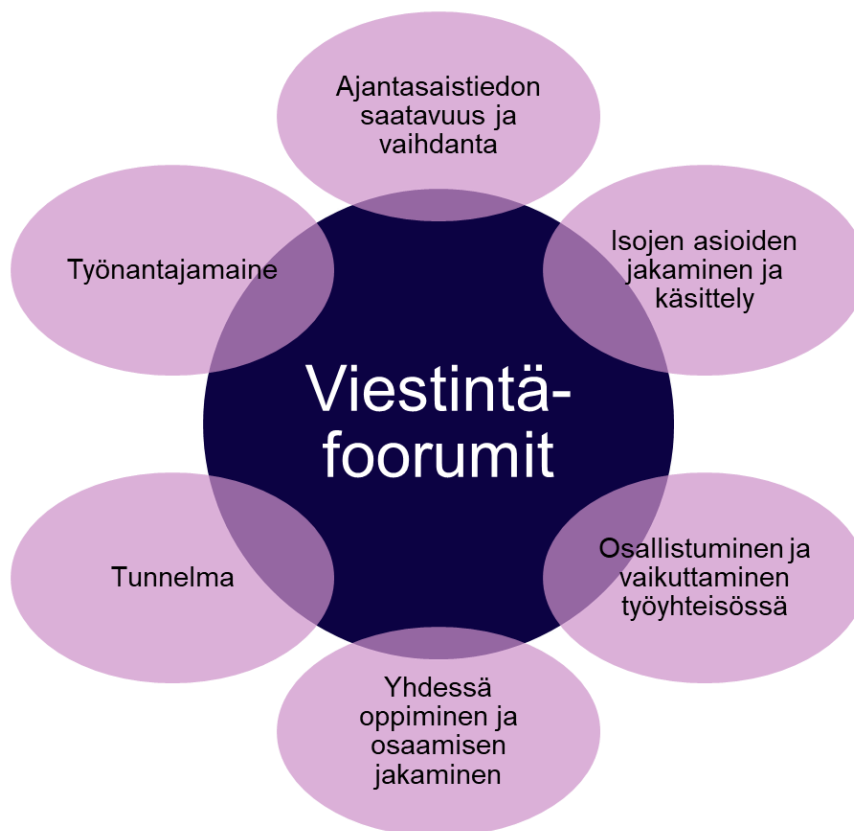 Ajantasaistiedon
saatavuus ja
vaihdanta
Isojen asioiden
jakaminen ja
käsittely
Osallistuminen ja
vaikuttaminen
työyhteisössä
Yhdessä
oppiminen ja
osaamisen
jakaminen
Tunnelma
Työnantajamaine
Viestintä-
foorumit